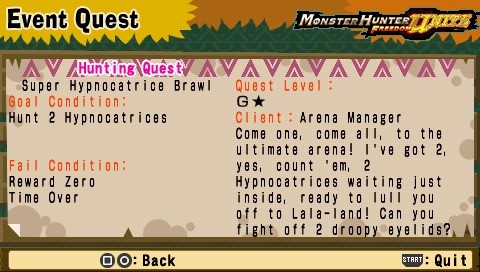 Event Quest
MONSTER HUNTER
FREEDOM UNITE
Hunting Quest
Super Hypnocatrice Brawl
Goal Condition:
Hunt 2 Hypnocatrices
Fail Condition:
Reward Zero
Time Over
Quest Level:
G★
Client: Arena Manager
Come one, come all, to the
ultimate arena! I've got 2,
yes, count 'em, 2
Hypnocatrices waiting just
inside, ready to lull you
off to Lala-land! Can you
fight off 2 droopy eyelids?
: Back
START : Quit